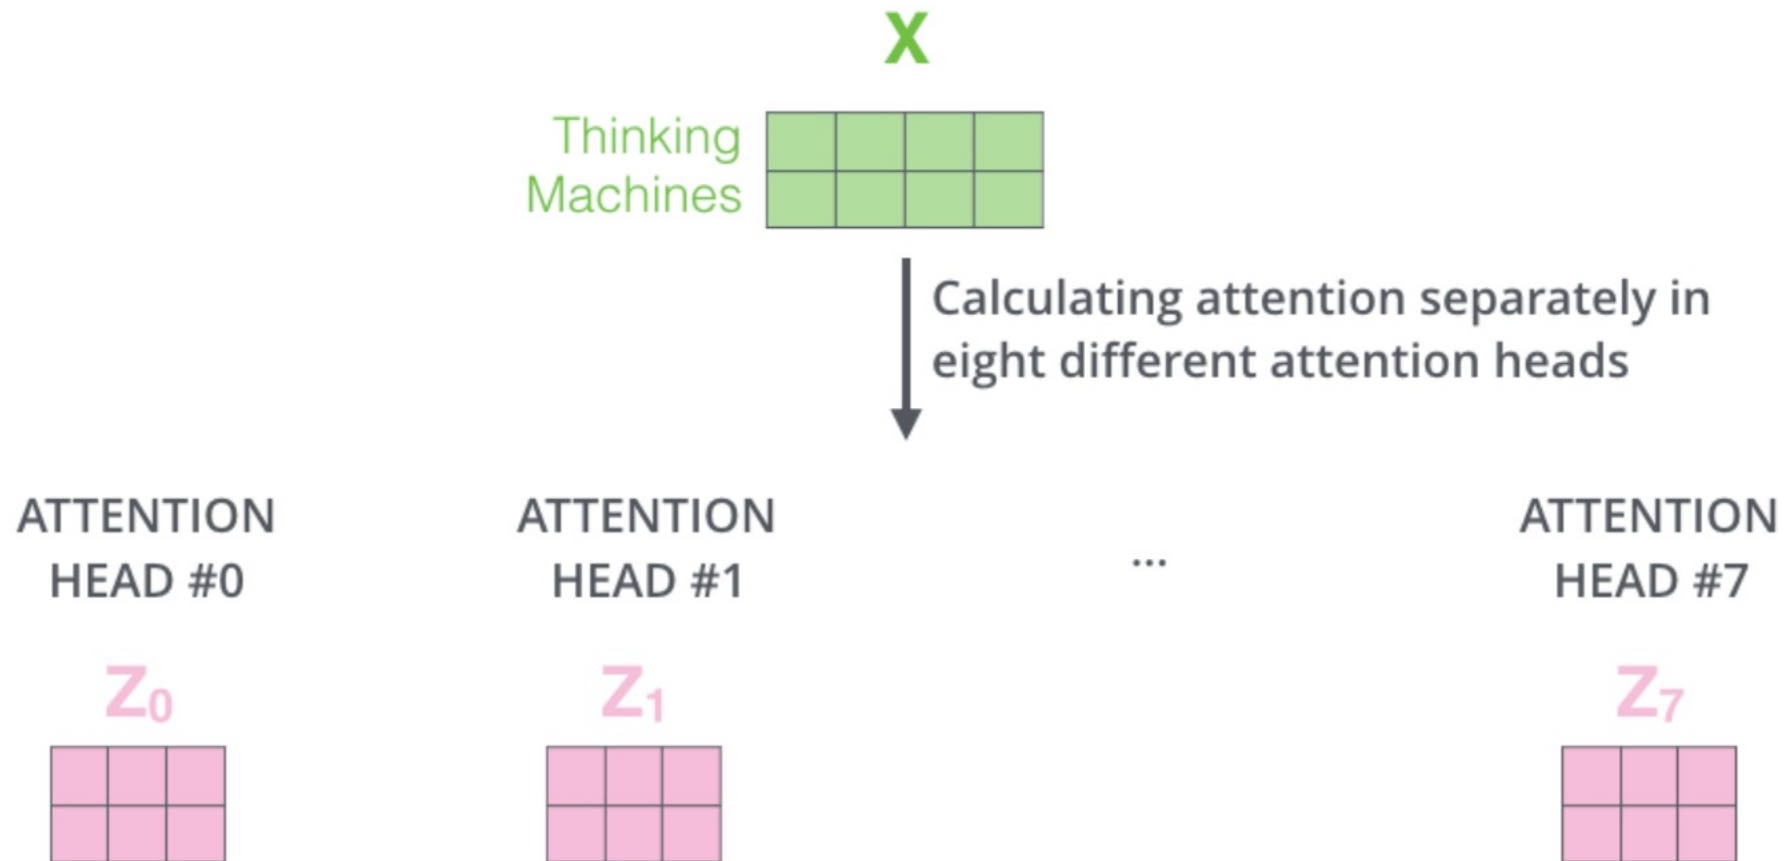 X
Thinking
Machines
Calculating attention separately in
eight different attention heads
ATTENTION
HEAD #0
ATTENTION
HEAD #1
...
ATTENTION
HEAD #7
Z0
Z1
Z7